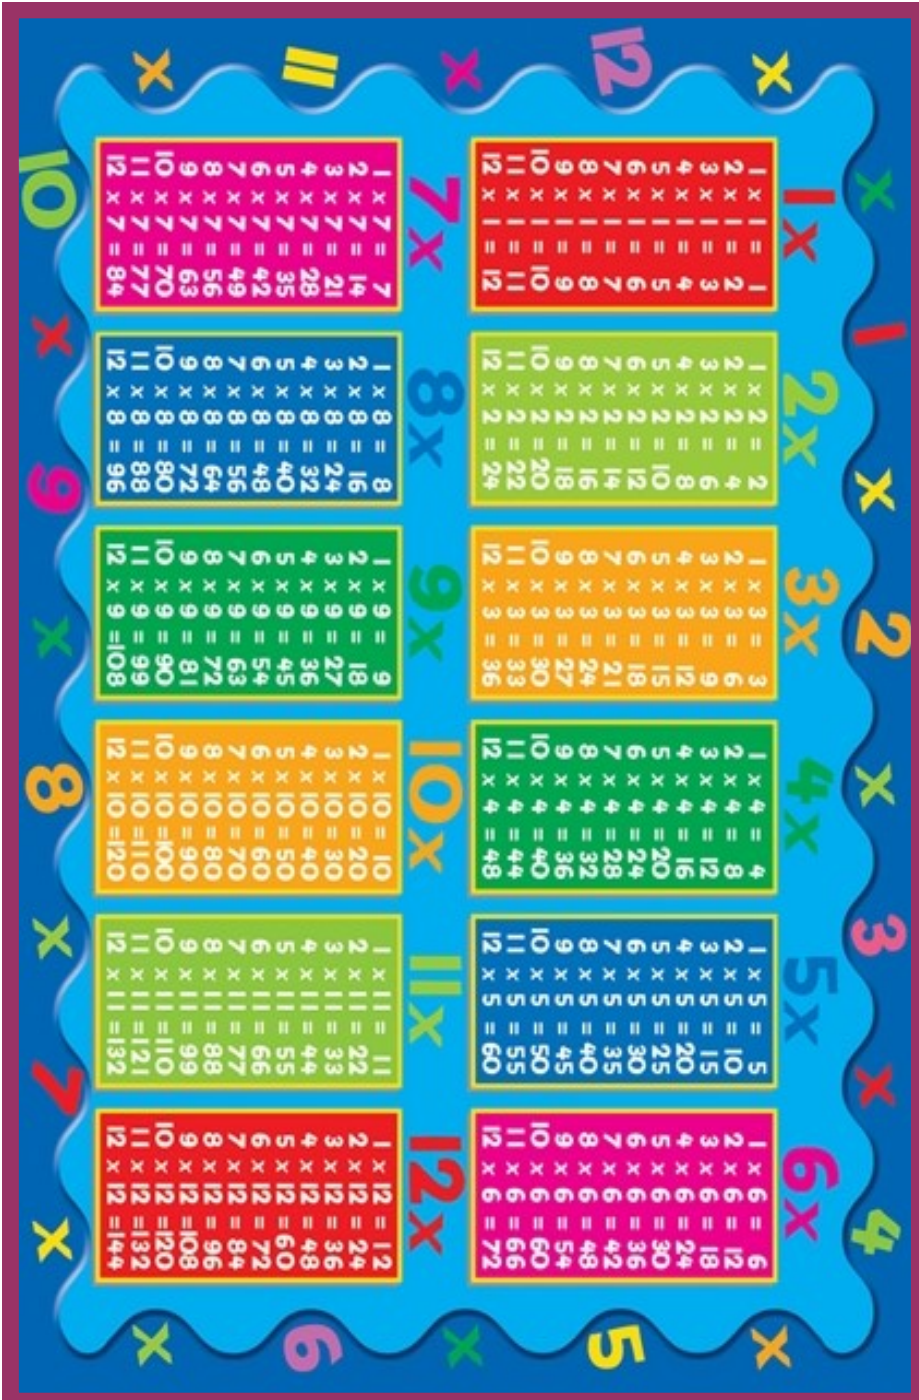 x 1 x 2 x 3 x 4
x
12
x
11
x
1x
1 x 1 = 1
2 x 1 = 2
3 x 1 = 3
4 x 1 = 4
5 x 1 = 5
6 x 1 = 6
7 x 1 = 7
8 x 1 = 8
9 x 1 = 9
10 x 1 = 10
11 x 1 = 11
12 x 1 = 12
2x
1 x 2 = 2
2 x 2 = 4
3 x 2 = 6
4 x 2 = 8
5 x 2 = 10
6 x 2 = 12
7 x 2 = 14
8 x 2 = 16
9 x 2 = 18
10 x 2 = 20
11 x 2 = 22
12 x 2 = 24
3x
1 x 3 = 3
2 x 3 = 6
3 x 3 = 9
4 x 3 = 12
5 x 3 = 15
6 x 3 = 18
7 x 3 = 21
8 x 3 = 24
9 x 3 = 27
10 x 3 = 30
11 x 3 = 33
12 x 3 = 36
4x
1 x 4 = 4
2 x 4 = 8
3 x 4 = 12
4 x 4 = 16
5 x 4 = 20
6 x 4 = 24
7 x 4 = 28
8 x 4 = 32
9 x 4 = 36
10 x 4 = 40
11 x 4 = 44
12 x 4 = 48
5x
1 x 5 = 5
2 x 5 = 10
3 x 5 = 15
4 x 5 = 20
5 x 5 = 25
6 x 5 = 30
7 x 5 = 35
8 x 5 = 40
9 x 5 = 45
10 x 5 = 50
11 x 5 = 55
12 x 5 = 60
6x
1 x 6 = 6
2 x 6 = 12
3 x 6 = 18
4 x 6 = 24
5 x 6 = 30
6 x 6 = 36
7 x 6 = 42
8 x 6 = 48
9 x 6 = 54
10 x 6 = 60
11 x 6 = 66
12 x 6 = 72
7x
1 x 7 = 7
2 x 7 = 14
3 x 7 = 21
4 x 7 = 28
5 x 7 = 35
6 x 7 = 42
7 x 7 = 49
8 x 7 = 56
9 x 7 = 63
10 x 7 = 70
11 x 7 = 77
12 x 7 = 84
8x
1 x 8 = 8
2 x 8 = 16
3 x 8 = 24
4 x 8 = 32
5 x 8 = 40
6 x 8 = 48
7 x 8 = 56
8 x 8 = 64
9 x 8 = 72
10 x 8 = 80
11 x 8 = 88
12 x 8 = 96
9x
1 x 9 = 9
2 x 9 = 18
3 x 9 = 27
4 x 9 = 36
5 x 9 = 45
6 x 9 = 54
7 x 9 = 63
8 x 9 = 72
9 x 9 = 81
10 x 9 = 90
11 x 9 = 99
12 x 9 =108
10x
1 x 10 = 10
2 x 10 = 20
3 x 10 = 30
4 x 10 = 40
5 x 10 = 50
6 x 10 = 60
7 x 10 = 70
8 x 10 = 80
9 x 10 = 90
10 x 10 =100
11 x 10 =110
12 x 10 =120
11x
1 x 11 = 11
2 x 11 = 22
3 x 11 = 33
4 x 11 = 44
5 x 11 = 55
6 x 11 = 66
7 x 11 = 77
8 x 11 = 88
9 x 11 = 99
10 x 11 =110
11 x 11 =121
12 x 11 =132
12x
1 x 12 = 12
2 x 12 = 24
3 x 12 = 36
4 x 12 = 48
5 x 12 = 60
6 x 12 = 72
7 x 12 = 84
8 x 12 = 96
9 x 12 =108
10 x 12 =120
11 x 12 =132
12 x 12 =144
x
5
x
6
x
10 x 9 x 8 x 7 x